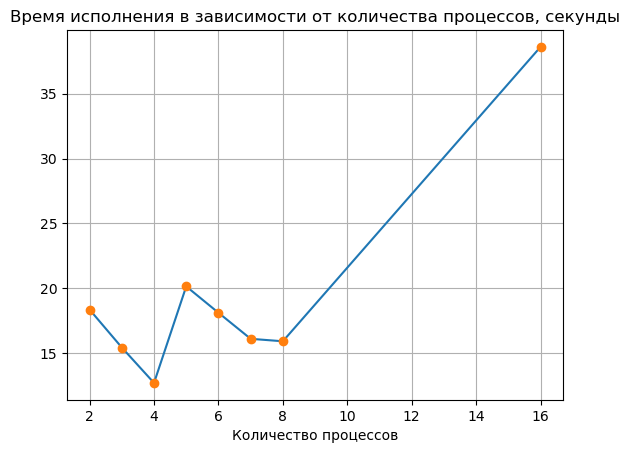 Время исполнения в зависимости от количества процессов, секунды
35
30
25
20
15
2 4 6 8 10 12 14 16
Количество процессов